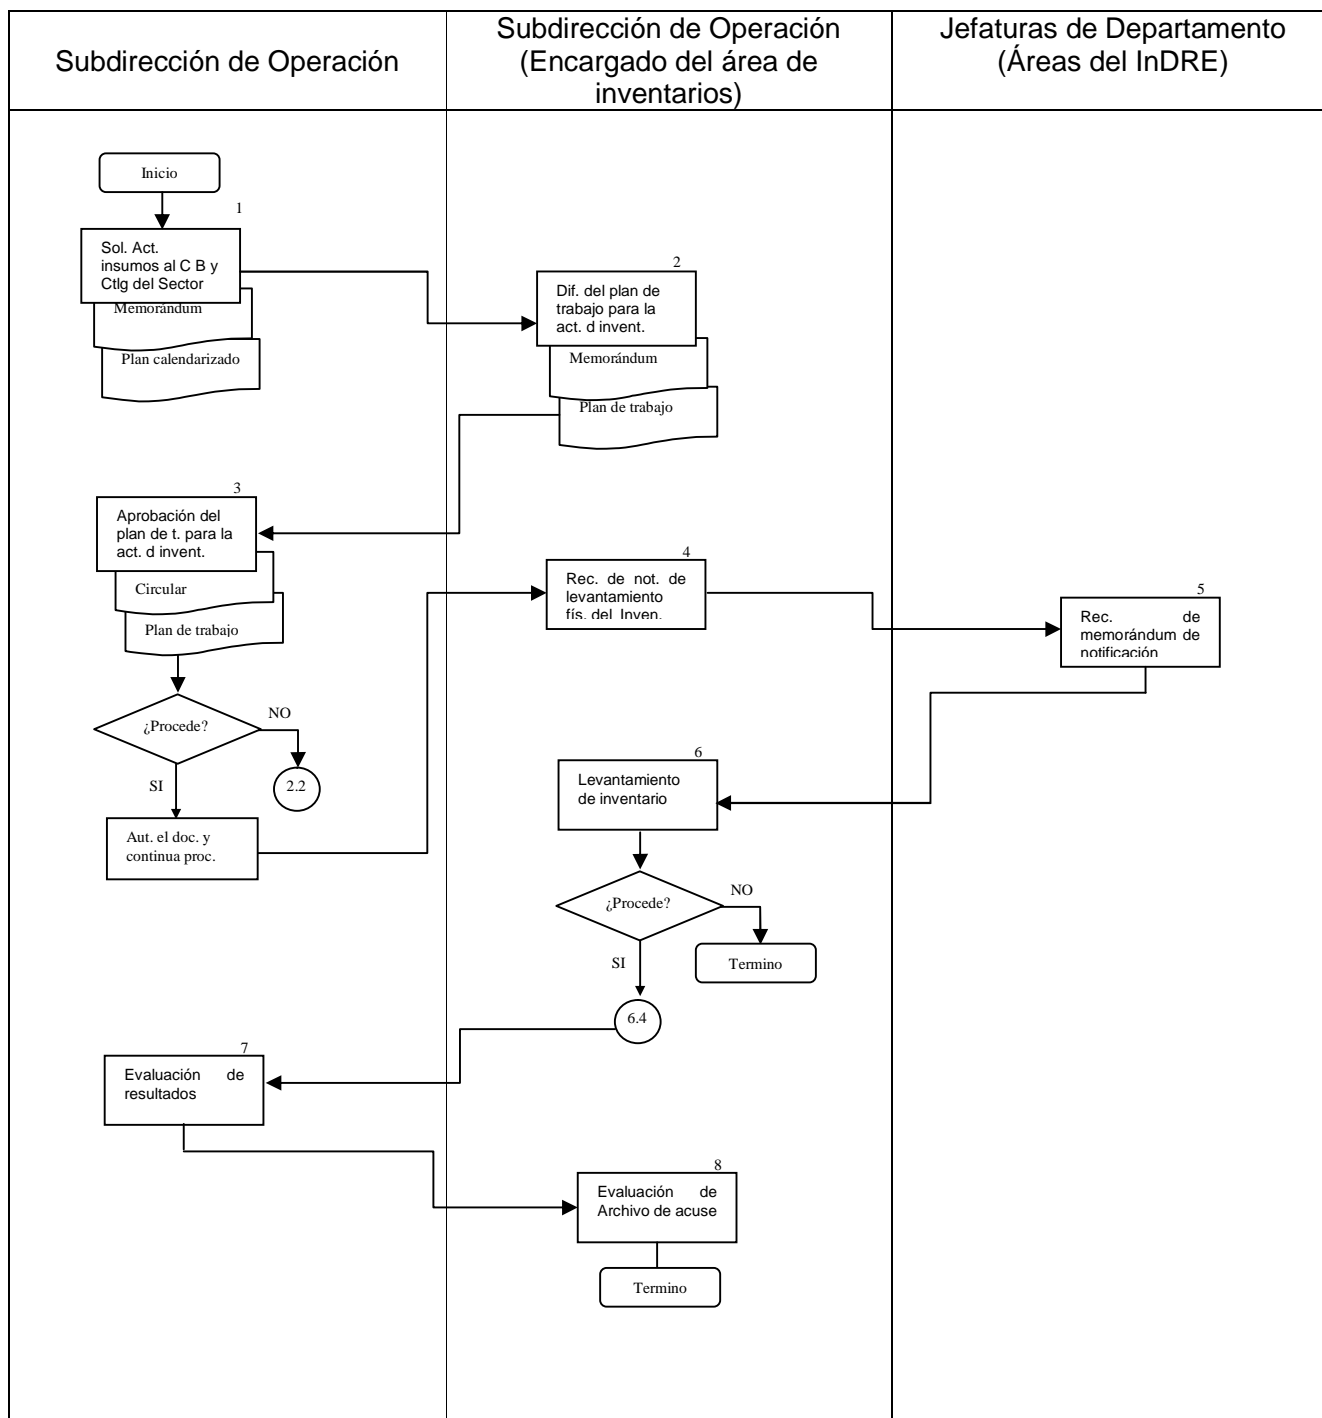 Subdirección de Operación
Subdirección de Operación
(Encargado del área de
inventarios)
Jefaturas de Departamento
(Áreas del InDRE)
Inicio
1
Sol. Act.
insumos al C B y
Ctlg del Sector
Memorándum
Plan calendarizado
2
Dif. del plan de
trabajo para la
act. d invent.
Memorándum
Plan de trabajo
3
Aprobación del
plan de t. para la
act. d invent.
Circular
Plan de trabajo
4
Rec. de not. de
levantamiento
fís. del Inven.
5
Rec. de
memorándum de
notificación
¿Procede?
NO
2.2
SI
Aut. el doc. y
continua proc.
6
Levantamiento
de inventario
¿Procede?
NO
Termino
SI
6.4
7
Evaluación de
resultados
8
Evaluación de
Archivo de acuse
Termino